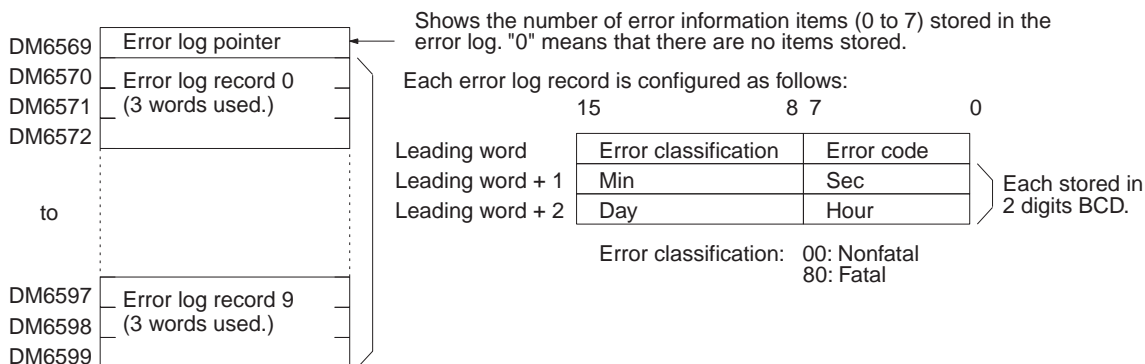 Shows the number of error information items (0 to 7) stored in the
error log. "0" means that there are no items stored.
DM6569 Error log pointer
DM6570 Error log record 0
DM6571 (3 words used.)
DM6572
to
DM6597 Error log record 9
DM6598 (3 words used.)
DM6599
Each error log record is configured as follows:
15 8 7 0
Leading word Error classification Error code
Leading word + 1 Min Sec
Leading word + 2 Day Hour
Each stored in
2 digits BCD.
Error classification: 00: Nonfatal
80: Fatal